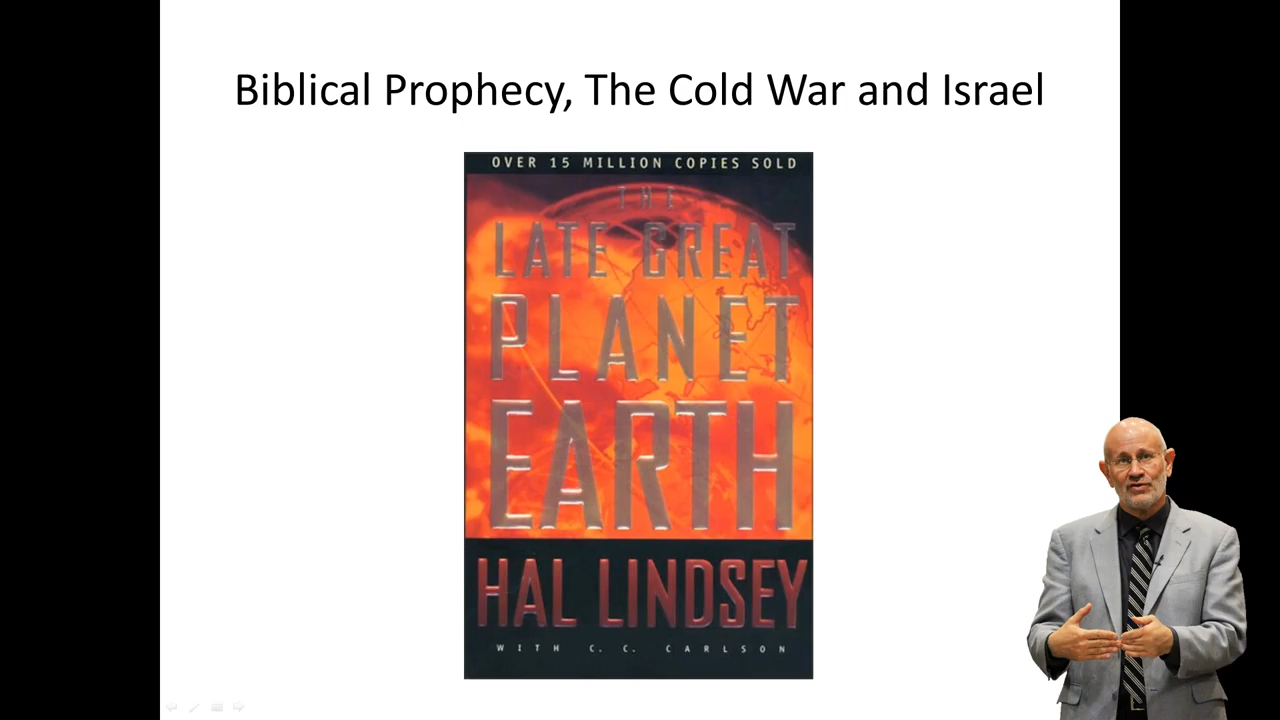 Biblical Prophecy, The Cold War and Israel
OVER 15 MILLION COPIES SOLD
THE
LATE GREAT
PLANET
EARTH
HAL LINDSEY
WITH C. C. CARLSON